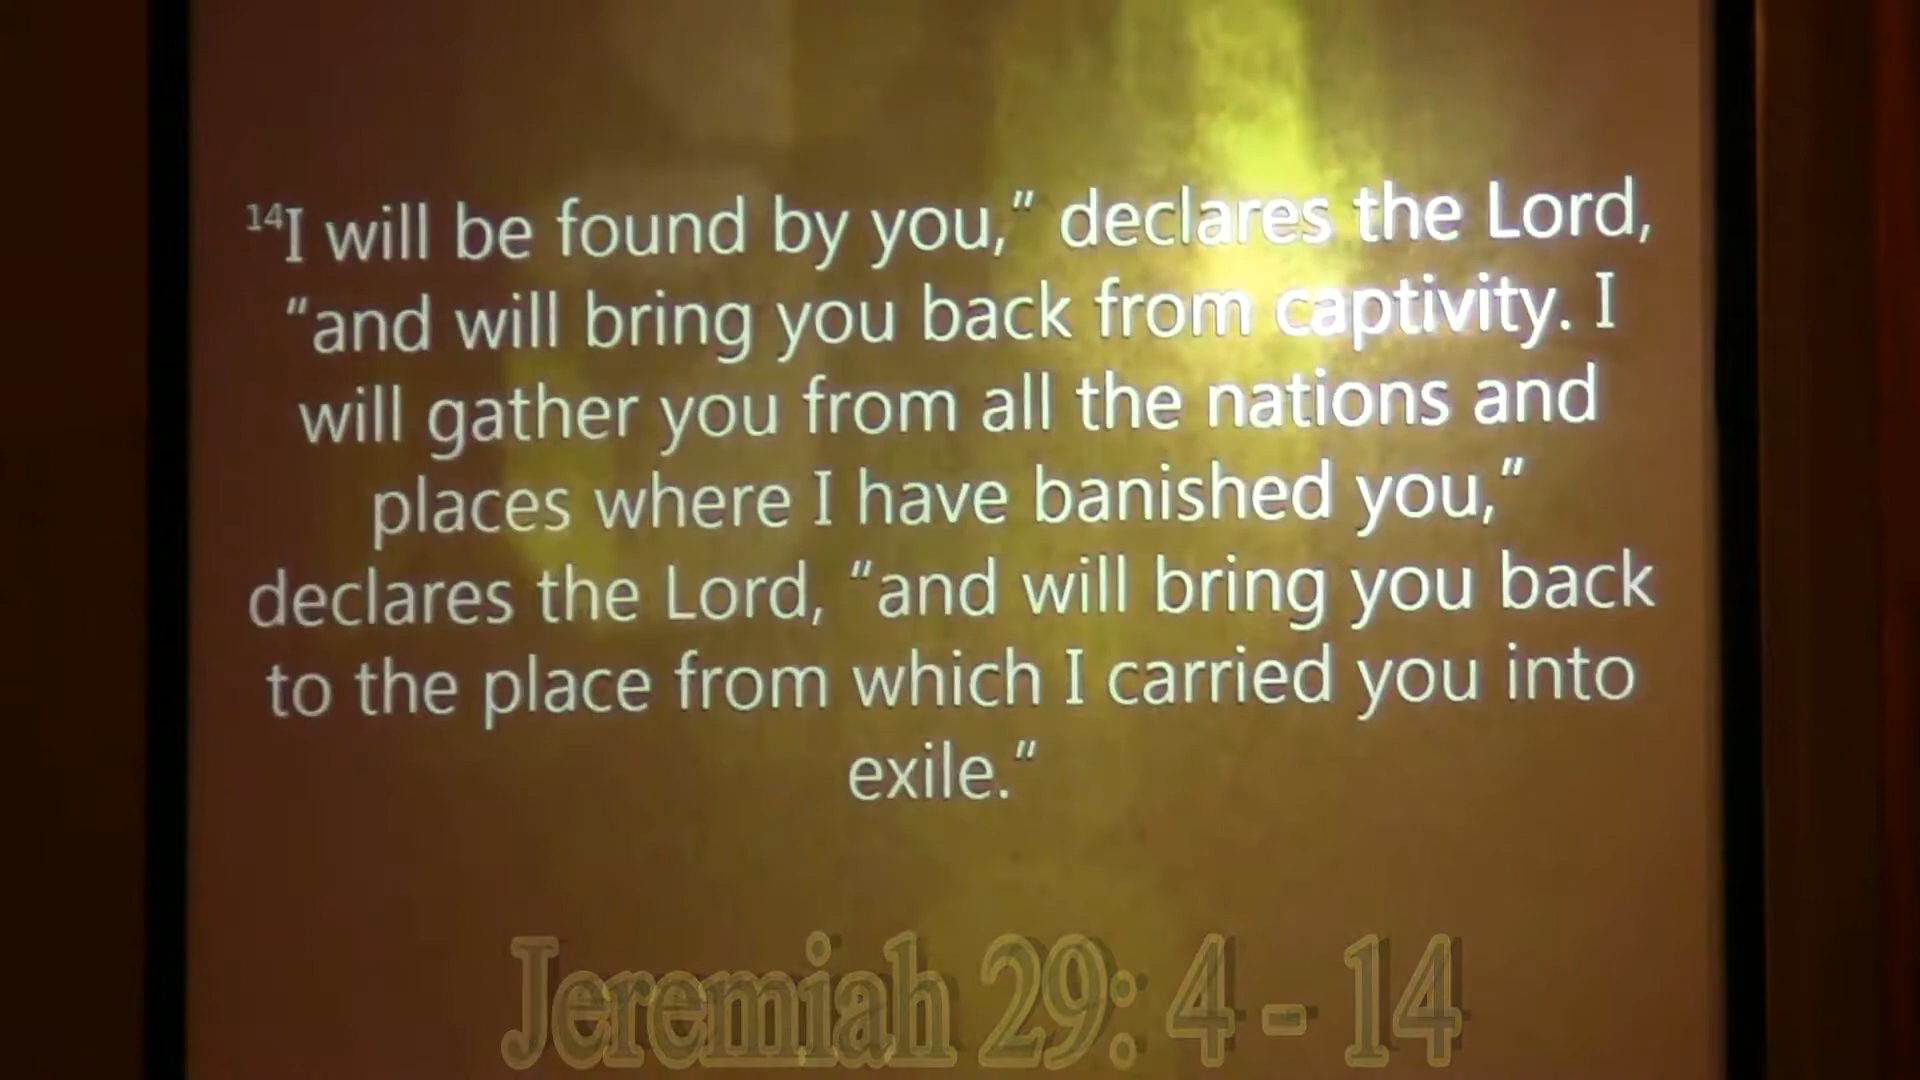 ¹⁴I will be found by you,” declares the Lord,
“and will bring you back from captivity. I
will gather you from all the nations and
places where I have banished you,”
declares the Lord, “and will bring you back
to the place from which I carried you into
exile.”
Jeremiah 29: 4 - 14